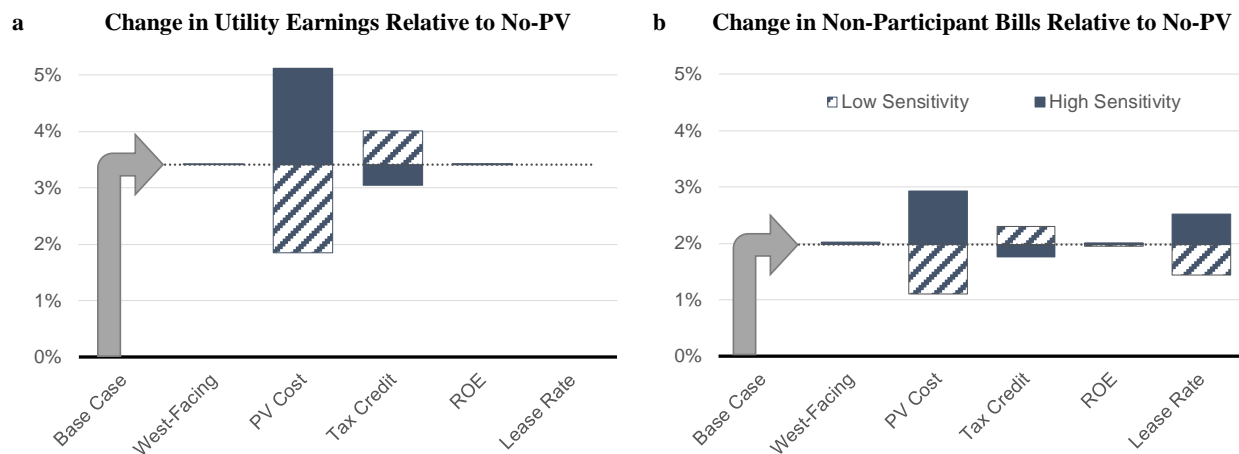 a Change in Utility Earnings Relative to No-PV
5%
4%
3%
2%
1%
0%
Base Case
West-Facing
PV Cost
Tax Credit
ROE
Lease Rate
b Change in Non-Participant Bills Relative to No-PV
Low Sensitivity High Sensitivity
5%
4%
3%
2%
1%
0%
Base Case
West-Facing
PV Cost
Tax Credit
ROE
Lease Rate